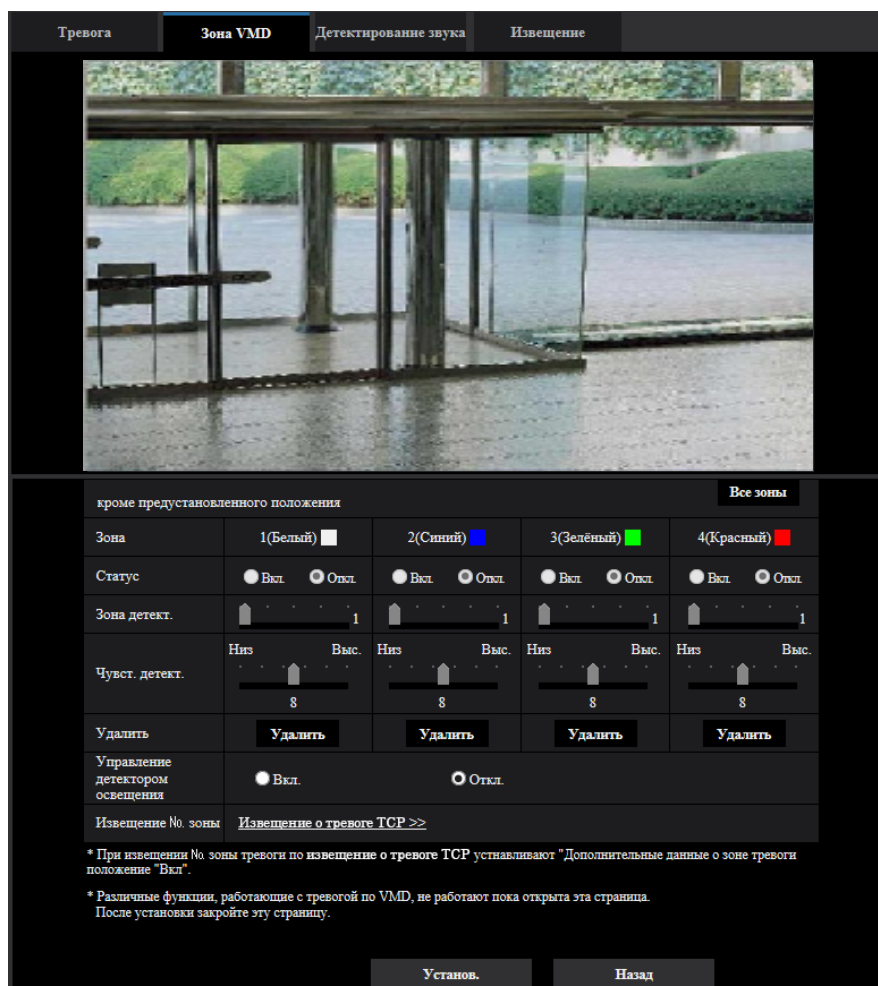 Тревога Зона VMD Детектирование звука Извещение
кроме предустановленного положения Все зоны
Зона 1(Белый) 2(Синий) 3(Зелёный) 4(Красный)
Статус Вкл. Откл. Вкл. Откл. Вкл. Откл. Вкл. Откл.
Зона детект. 1 1 1 1
Низ Выс. Низ Выс. Низ Выс. Низ Выс.
Чувст. детект.
8 8 8 8
Удалить Удалить Удалить Удалить Удалить
Управление
детектором
освещения
Вкл. Откл.
Извещение №. зоны Извещение о тревоге TCP >>
* При извещении №. зоны тревоги по извещение о тревоге TCP устнавливают "Дополнительные данные о зоне тревоги
положение "Вкл".
* Различные функции, работающие с тревогой по VMD, не работают пока открыта эта страница.
После установки закройте эту страницу.
Установ. Назад